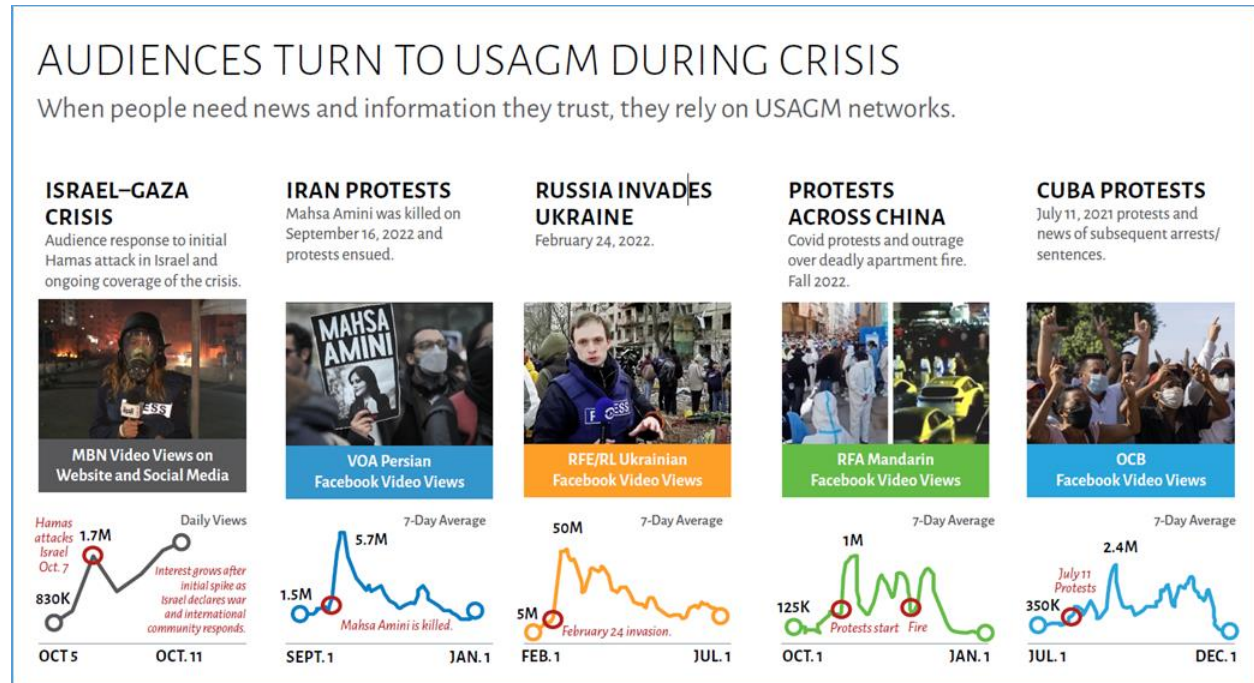 AUDIENCES TURN TO USAGM DURING CRISIS
When people need news and information they trust, they rely on USAGM networks.
ISRAEL–GAZA
CRISIS
Audience response to initial
Hamas attack in Israel and
ongoing coverage of the crisis.
MBN Video Views on
Website and Social Media
Daily Views
Hamas
attacks
Israel
Oct. 7
1.7M
830K
Interest grows after
initial spike as
Israel declares war
and international
community responds.
OCT 5
OCT. 11
IRAN PROTESTS
Mahsa Amini was killed on
September 16, 2022 and
protests ensued.
MAHSA
AMINI
VOA Persian
Facebook Video Views
7-Day Average
5.7M
1.5M
Mahsa Amini is killed.
SEPT. 1
JAN. 1
RUSSIA INVADES
UKRAINE
February 24, 2022.
PRESS
RFE/RL Ukrainian
Facebook Video Views
7-Day Average
50M
5M
February 24 invasion.
FEB. 1
JUL. 1
PROTESTS
ACROSS CHINA
Covid protests and outrage
over deadly apartment fire.
Fall 2022.
RFA Mandarin
Facebook Video Views
7-Day Average
1M
125K
Protests start
Fire
OCT. 1
JAN. 1
CUBA PROTESTS
July 11, 2021 protests and
news of subsequent arrests/
sentences.
OCB
Facebook Video Views
7-Day Average
2.4M
July 11
Protests
350K
JUL. 1
DEC. 1